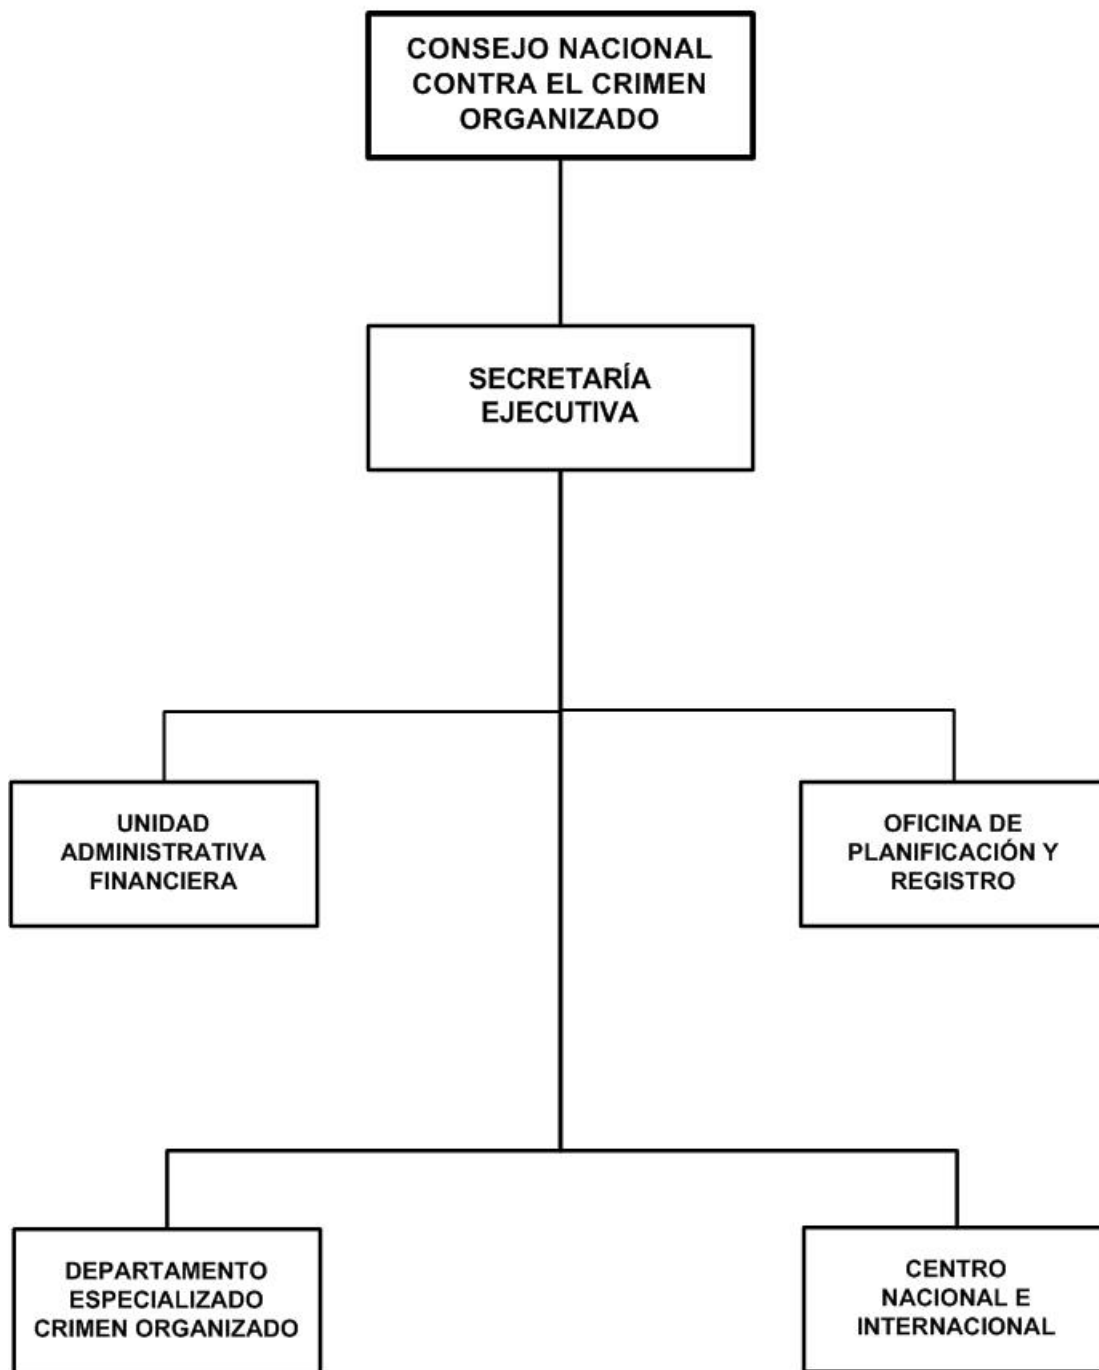 CONSEJO NACIONAL
CONTRA EL CRIMEN
ORGANIZADO
SECRETARÍA
EJECUTIVA
UNIDAD
ADMINISTRATIVA
FINANCIERA
OFICINA DE
PLANIFICACIÓN Y
REGISTRO
DEPARTAMENTO
ESPECIALIZADO
CRIMEN ORGANIZADO
CENTRO
NACIONAL E
INTERNACIONAL